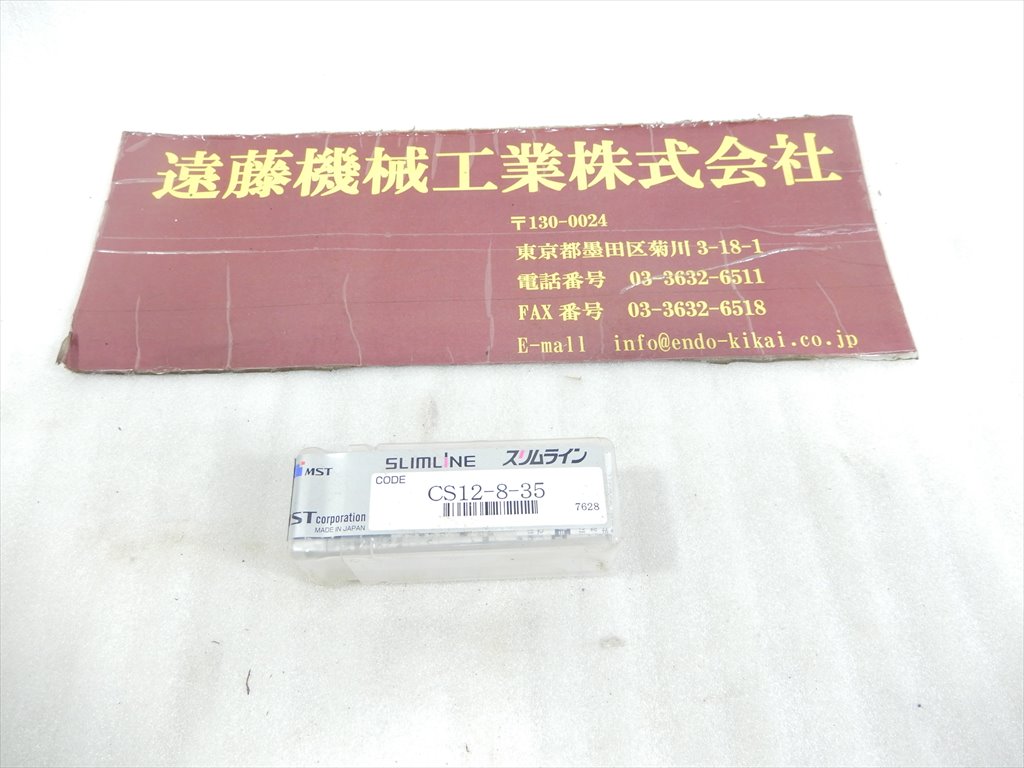 遠藤機械工業株式会社
〒130-0024
東京都墨田区菊川 3-18-1
電話番号 03-3632-6511
FAX 番号 03-3632-6518
E-mall info@endo-kikai.co.jp
MST SLIMLINE スリムライン
CODE
CS12-8-35
7628
ST corporation
MADE IN JAPAN